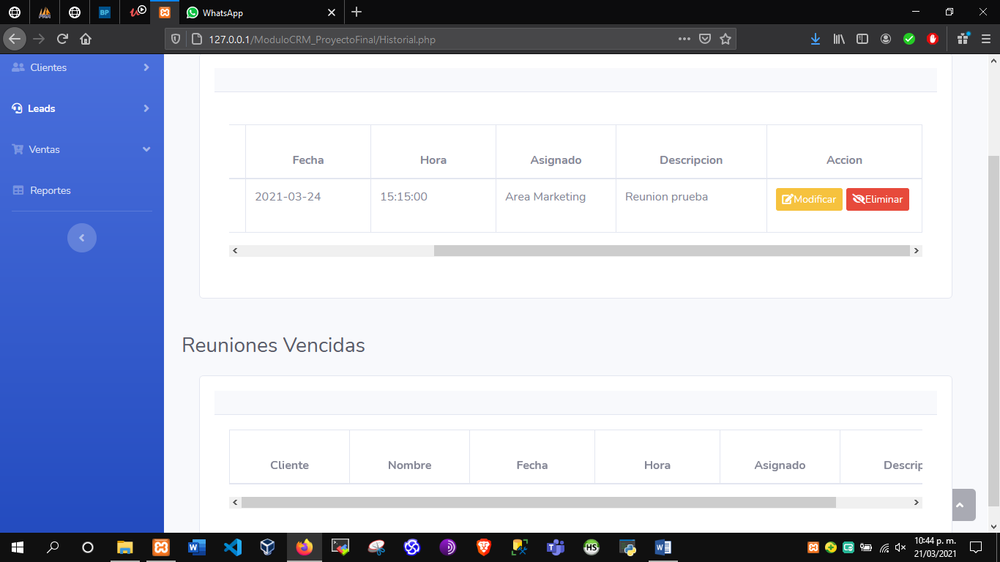 BP
WhatsApp
127.0.0.1/ModuloCRM_ProyectoFinal/Historial.php
Clientes
Leads
Ventas
Reportes
Fecha Hora Asignado Descripcion Accion
2021-03-24 15:15:00 Area Marketing Reunion prueba Modificar Eliminar
Reuniones Vencidas
Cliente Nombre Fecha Hora Asignado Descrip
HS
10:44 p. m.
21/03/2021